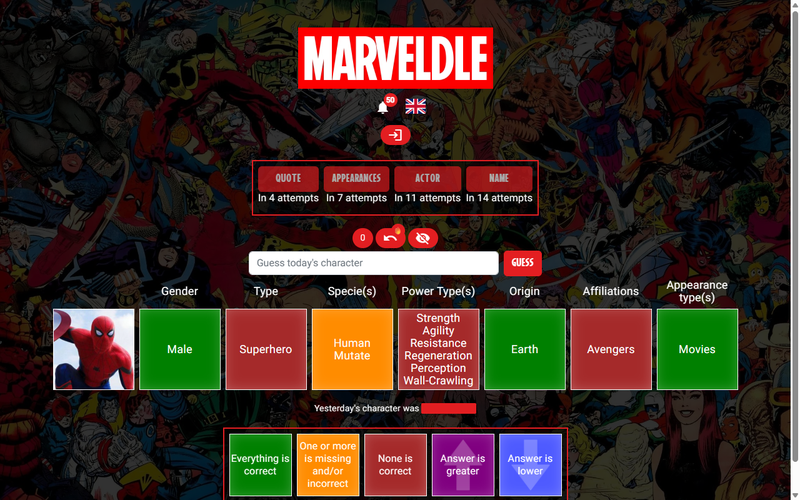 MARVELDLE
50
QUOTE APPEARANCES ACTOR NAME
In 4 attempts In 7 attempts In 11 attempts In 14 attempts
0
Guess today's character GUESS
Gender Type Specie(s) Power Type(s) Origin Affiliations Appearance type(s)
Male
Superhero
Human
Mutate
Strength
Agility
Resistance
Regeneration
Perception
Wall-Crawling
Earth
Avengers
Movies
Yesterday's character was
Everything is
correct
One or more
is missing
and/or
incorrect
None is
correct
Answer is
greater
Answer is
lower